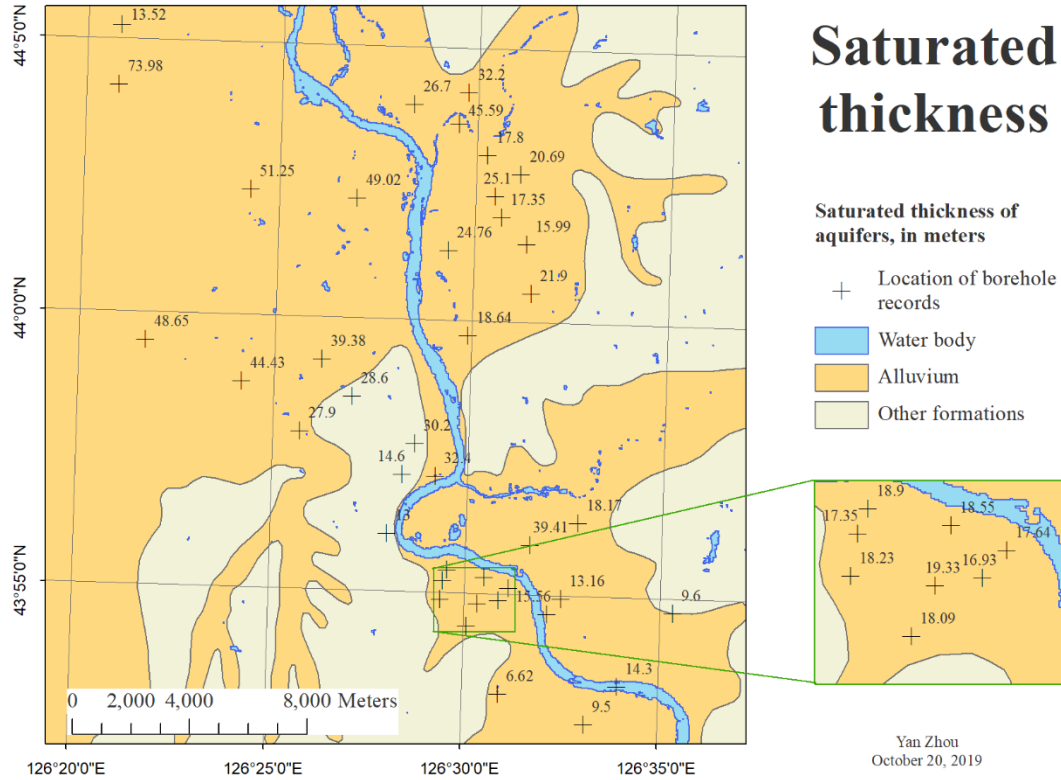 Saturated
thickness
Saturated thickness of
aquifers, in meters
Location of borehole
records
Water body
Alluvium
Other formations
44°5'0"N
44°0'0"N
43°55'0"N
13.52
73.98
26.7
32.2
45.59
17.8
20.69
51.25
49.02
25.1
17.35
15.99
24.76
21.9
18.64
48.65
39.38
44.43
28.6
27.9
30.2
14.6
32.4
18.17
13
39.41
13.16
15.56
9.6
14.3
6.62
9.5
0 2,000 4,000 8,000 Meters
126°20'0"E 126°25'0"E 126°30'0"E 126°35'0"E
18.9
18.55
17.35
17.64
18.23
19.33
16.93
18.09
Yan Zhou
October 20, 2019